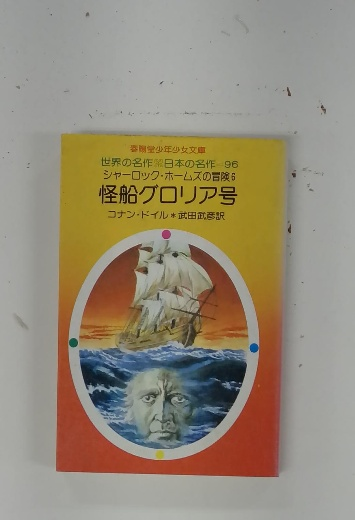 春陽堂少年少女文庫
世界の名作 日本の名作 96
シャーロック・ホームズの冒険6
怪船グロリア号
コナン・ドイル＊武田武彦訳